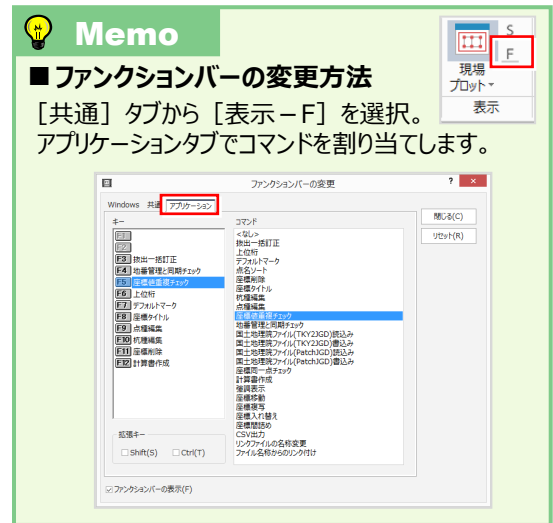 Memo
S
F
現場
プロット
表示
■ファンクションバーの変更方法
［共通］タブから［表示－F］を選択。
アプリケーションタブでコマンドを割り当てします。
ファンクションバーの変更
?
×
Windows 共通 アプリケーション
キー
F1
F2
F3 抜出一括訂正
F4 地番管理と同期チェック
F5 座標値重複チェック
F6 上位桁
F7 デフォルトマーク
F8 座標タイトル
F9 点種編集
F10 杭種編集
F11 座標削除
F12 計算書作成
拡張キー
Shift(S) Ctrl(T)
コマンド
<なし>
抜出一括訂正
上位桁
デフォルトマーク
点名ソート
座標削除
座標タイトル
杭種編集
点種編集
座標値重複チェック
地番管理と同期チェック
国土地理院ファイル(TKY2JGD)読込み
国土地理院ファイル(TKY2JGD)書込み
国土地理院ファイル(PatchJGD)読込み
国土地理院ファイル(PatchJGD)書込み
座標同一点チェック
計算書作成
強調表示
座標移動
座標複写
座標入れ替え
座標間詰め
CSV出力
リンクファイルの名称変更
ファイル名称からのリンク付け
閉じる(C)
リセット(R)
ファンクションバーの表示(F)